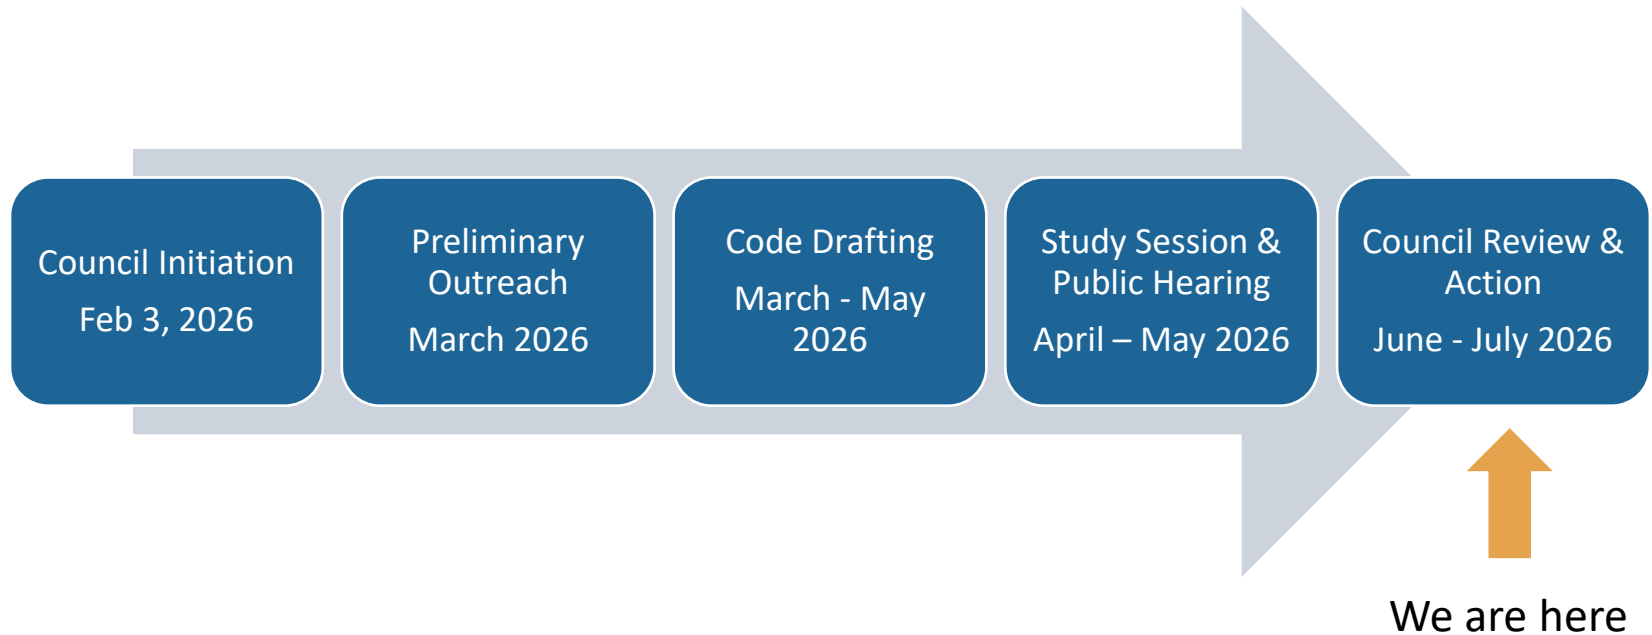 Council Initiation
Feb 3, 2026
Preliminary
Outreach
March 2026
Code Drafting
March - May
2026
Study Session &
Public Hearing
April – May 2026
Council Review &
Action
June - July 2026
We are here